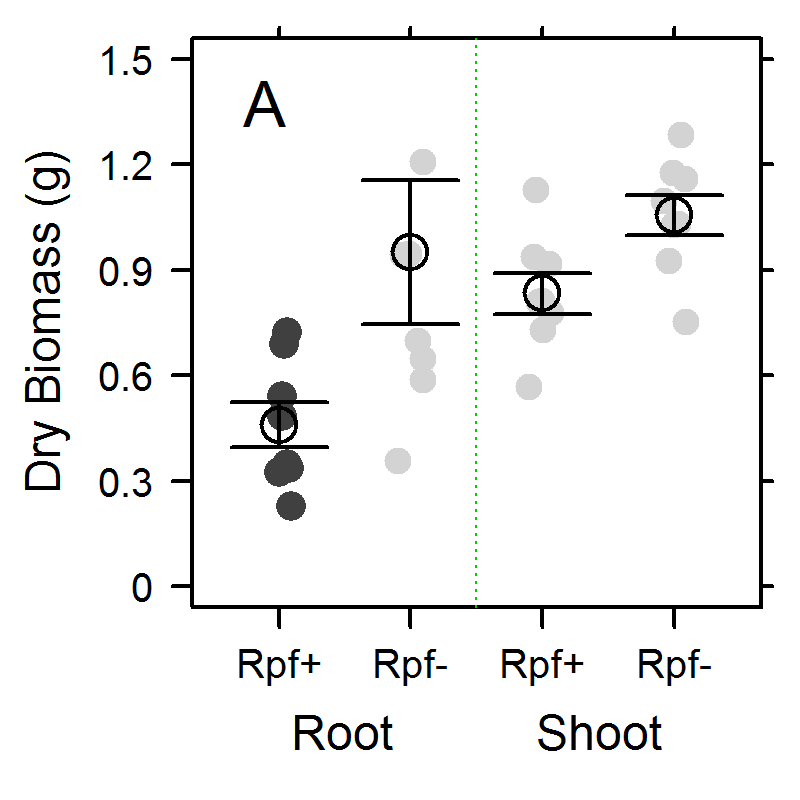 A
Dry Biomass (g)
1.5
1.2
0.9
0.6
0.3
0
Rpf+ Rpf- Rpf+ Rpf-
Root Shoot